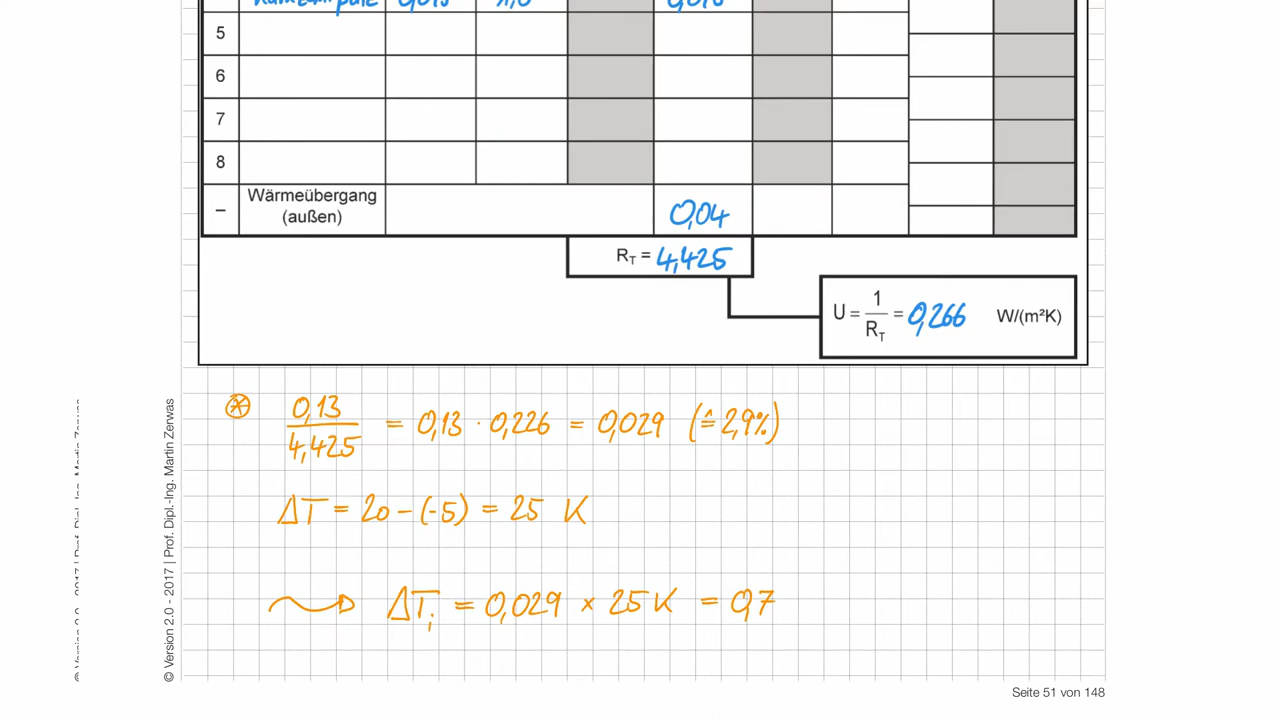 5
6
7
8
– Wärmeübergang (außen) 0,04
R_T = 4,425
U = 1/R_T = 0,266 W/(m²K)
⊛ 0,13/4,425 = 0,13 · 0,226 = 0,029 (≙ 2,9%)
ΔT = 20 – (-5) = 25 K
ΔT_i = 0,029 × 25 K = 0,7
© Version 2.0 - 2017 | Prof. Dipl.-Ing. Martin Zerwas
Seite 51 von 148